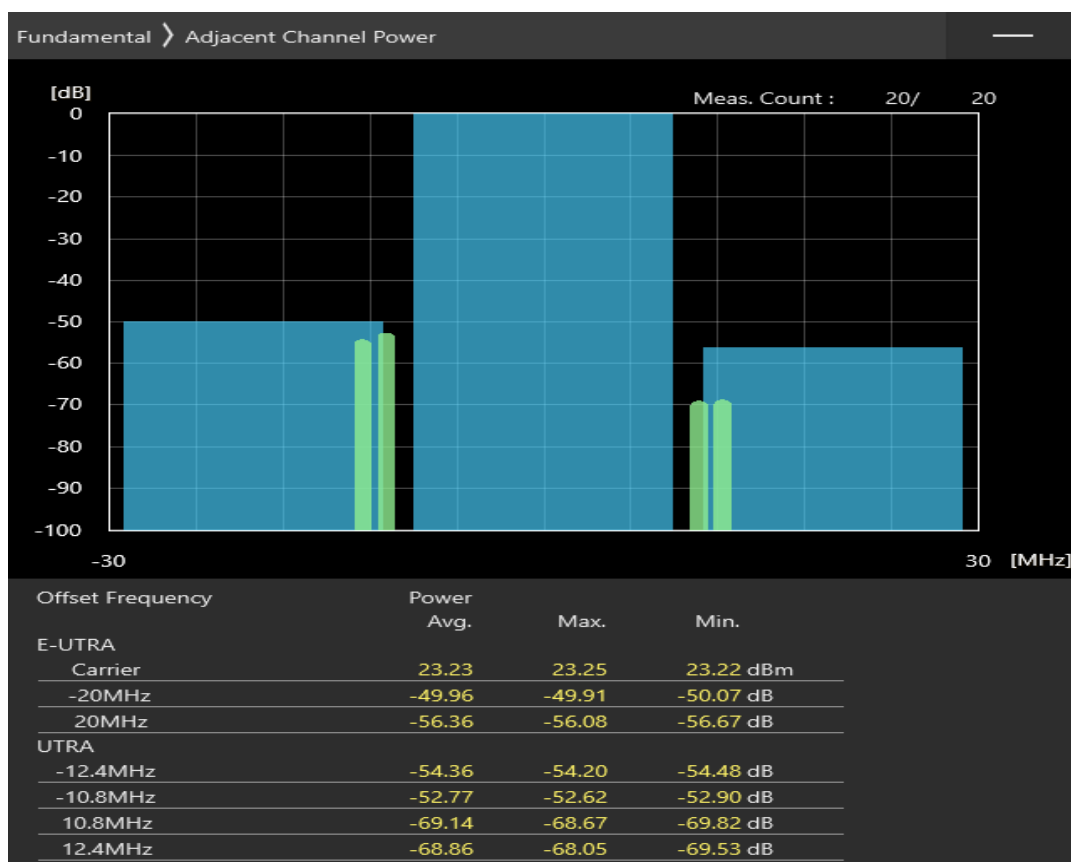 Fundamental ❯ Adjacent Channel Power
[dB]
Meas. Count : 20/ 20
0
-10
-20
-30
-40
-50
-60
-70
-80
-90
-100
-30 30 [MHz]
Offset Frequency Power
Avg. Max. Min.
E-UTRA
Carrier 23.23 23.25 23.22 dBm
-20MHz -49.96 -49.91 -50.07 dB
20MHz -56.36 -56.08 -56.67 dB
UTRA
-12.4MHz -54.36 -54.20 -54.48 dB
-10.8MHz -52.77 -52.62 -52.90 dB
10.8MHz -69.14 -68.67 -69.82 dB
12.4MHz -68.86 -68.05 -69.53 dB